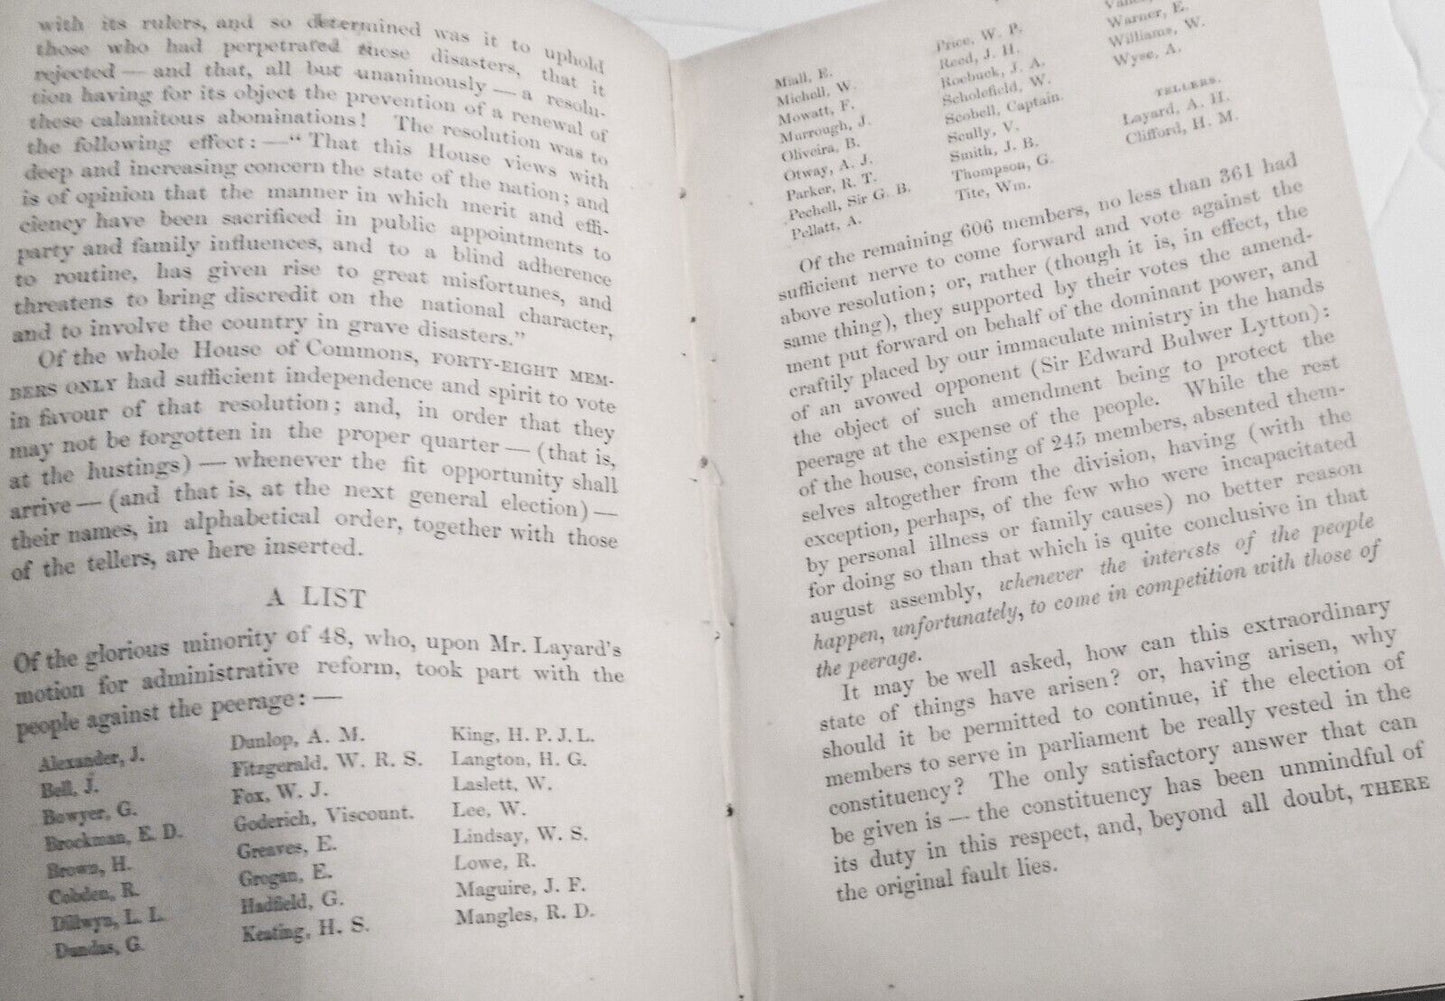 with its rulers, and so determined was it to uphold
those who had perpetrated these disasters, that it
rejected — and that, all but unanimously — a resolu-
tion having for its object the prevention of a renewal of
these calamitous abominations! The resolution was to
the following effect: — "That this House views with
deep and increasing concern the state of the nation; and
is of opinion that the manner in which merit and effi-
ciency have been sacrificed in public appointments to
party and family influences, and to a blind adherence
to routine, has given rise to great misfortunes, and
threatens to bring discredit on the national character,
and to involve the country in grave disasters."
Of the whole House of Commons, FORTY-EIGHT MEM-
BERS ONLY had sufficient independence and spirit to vote
in favour of that resolution; and, in order that they
may not be forgotten in the proper quarter — (that is,
at the hustings) — whenever the fit opportunity shall
arrive — (and that is, at the next general election) —
their names, in alphabetical order, together with those
of the tellers, are here inserted.
A LIST
Of the glorious minority of 48, who, upon Mr. Layard's
motion for administrative reform, took part with the
people against the peerage: —
Alexander, J.
Bell, J.
Bowyer, G.
Brockman, E. D.
Brown, H.
Cobden, R.
Dillwyn, L. L.
Dundas, G.
Dunlop, A. M.
Fitzgerald, W. R. S.
Fox, W. J.
Goderich, Viscount.
Greaves, E.
Grogan, E.
Hadfield, G.
Keating, H. S.
King, H. P. J. L.
Langton, H. G.
Laslett, W.
Lee, W.
Lindsay, W. S.
Lowe, R.
Maguire, J. F.
Mangles, R. D.
Miall, E.
Michell, W.
Mowatt, F.
Murrough, J.
Oliveira, B.
Otway, A. J.
Parker, R. T.
Pechell, Sir G. B.
Pellatt, A.
Price, W. P.
Reed, J. H.
Roebuck, J. A.
Scholefield, W.
Scobell, Captain.
Scully, V.
Smith, J. B.
Thompson, G.
Tite, Wm.
Warner, E.
Williams, W.
Wyse, A.
TELLERS.
Layard, A. H.
Clifford, H. M.
Of the remaining 606 members, no less than 361 had
sufficient nerve to come forward and vote against the
above resolution; or, rather (though it is, in effect, the
same thing), they supported by their votes the amend-
ment put forward on behalf of the dominant power, and
craftily placed by our immaculate ministry in the hands
of an avowed opponent (Sir Edward Bulwer Lytton):
the object of such amendment being to protect the
peerage at the expense of the people. While the rest
of the house, consisting of 245 members, absented them-
selves altogether from the division, having (with the
exception, perhaps, of the few who were incapacitated
by personal illness or family causes) no better reason
for doing so than that which is quite conclusive in that
august assembly, whenever the interests of the people
happen, unfortunately, to come in competition with those of
the peerage.
It may be well asked, how can this extraordinary
state of things have arisen? or, having arisen, why
should it be permitted to continue, if the election of
members to serve in parliament be really vested in the
constituency? The only satisfactory answer that can
be given is — the constituency has been unmindful of
its duty in this respect, and, beyond all doubt, THERE
the original fault lies.